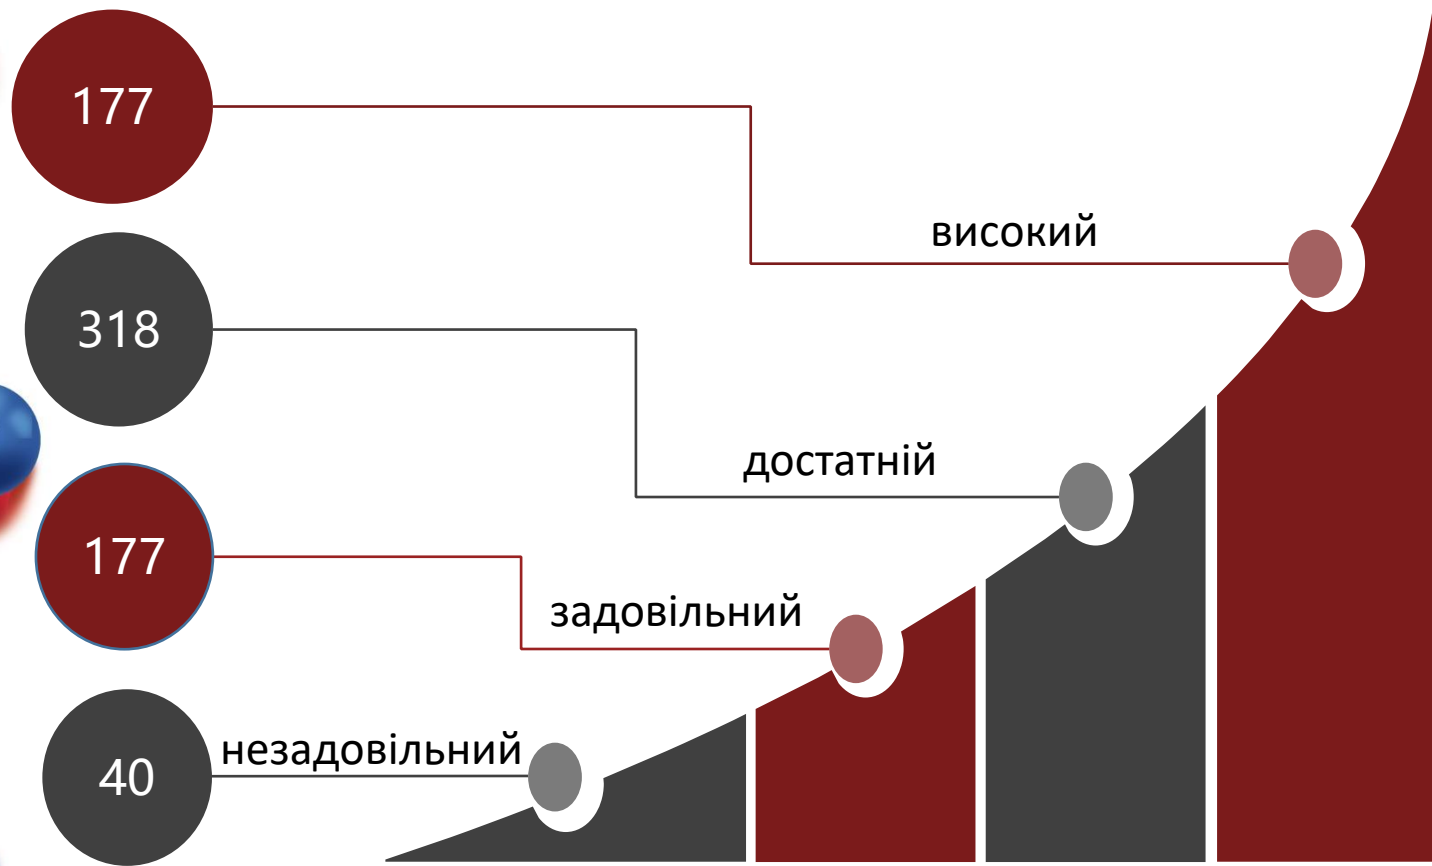 177
високий
318
достатній
177
задовільний
40
незадовільний